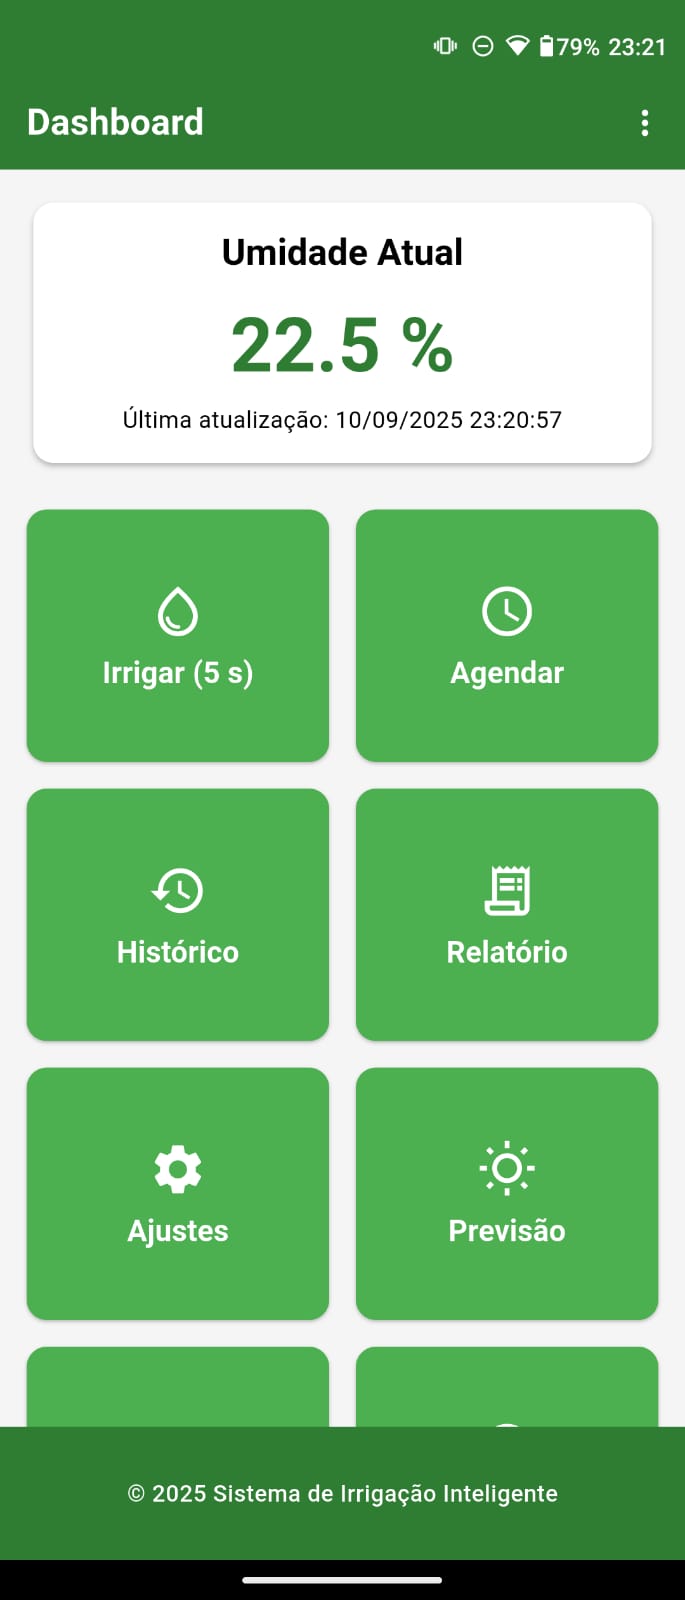 79% 23:21
Dashboard
Umidade Atual
22.5 %
Última atualização: 10/09/2025 23:20:57
Irrigar (5 s)
Agendar
Histórico
Relatório
Ajustes
Previsão
© 2025 Sistema de Irrigação Inteligente